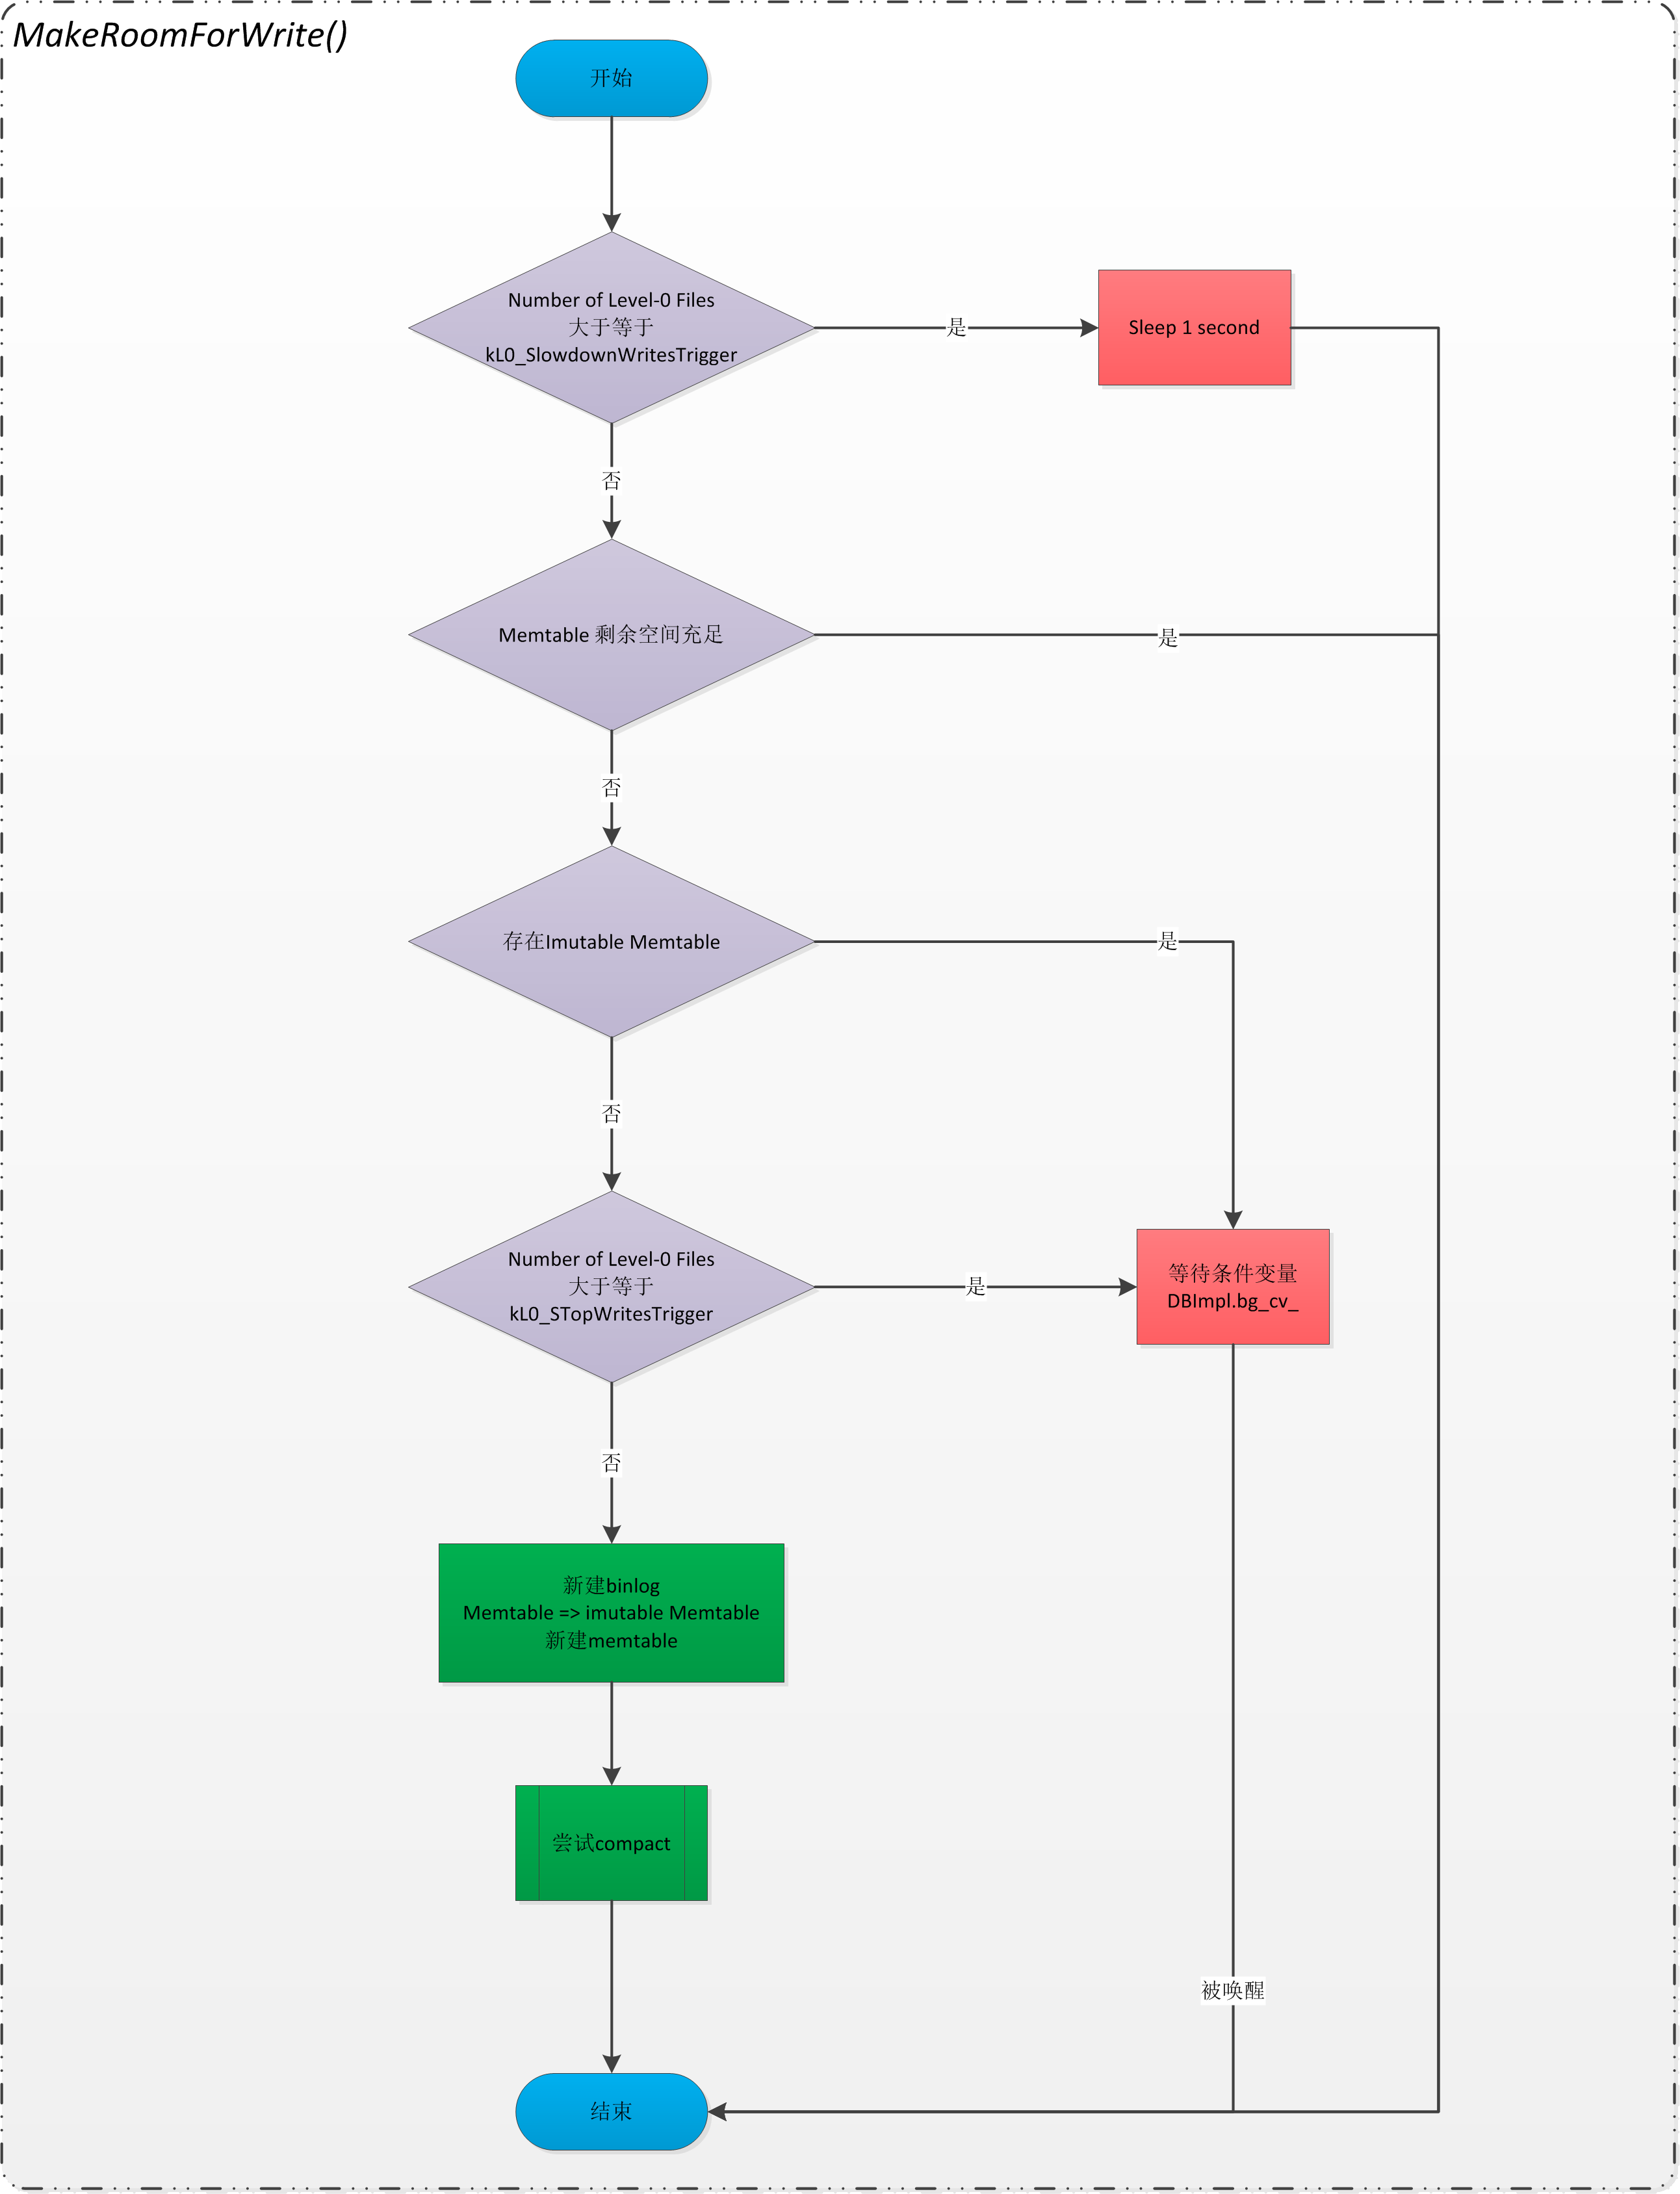 MakeRoomForWrite()
开始
Number of Level-0 Files
大于等于
kL0_SlowdownWritesTrigger
是
Sleep 1 second
否
Memtable 剩余空间充足
是
否
存在Imutable Memtable
是
否
Number of Level-0 Files
大于等于
kL0_STopWritesTrigger
是
等待条件变量
DBImpl.bg_cv_
否
新建binlog
Memtable => imutable Memtable
新建memtable
尝试compact
被唤醒
结束